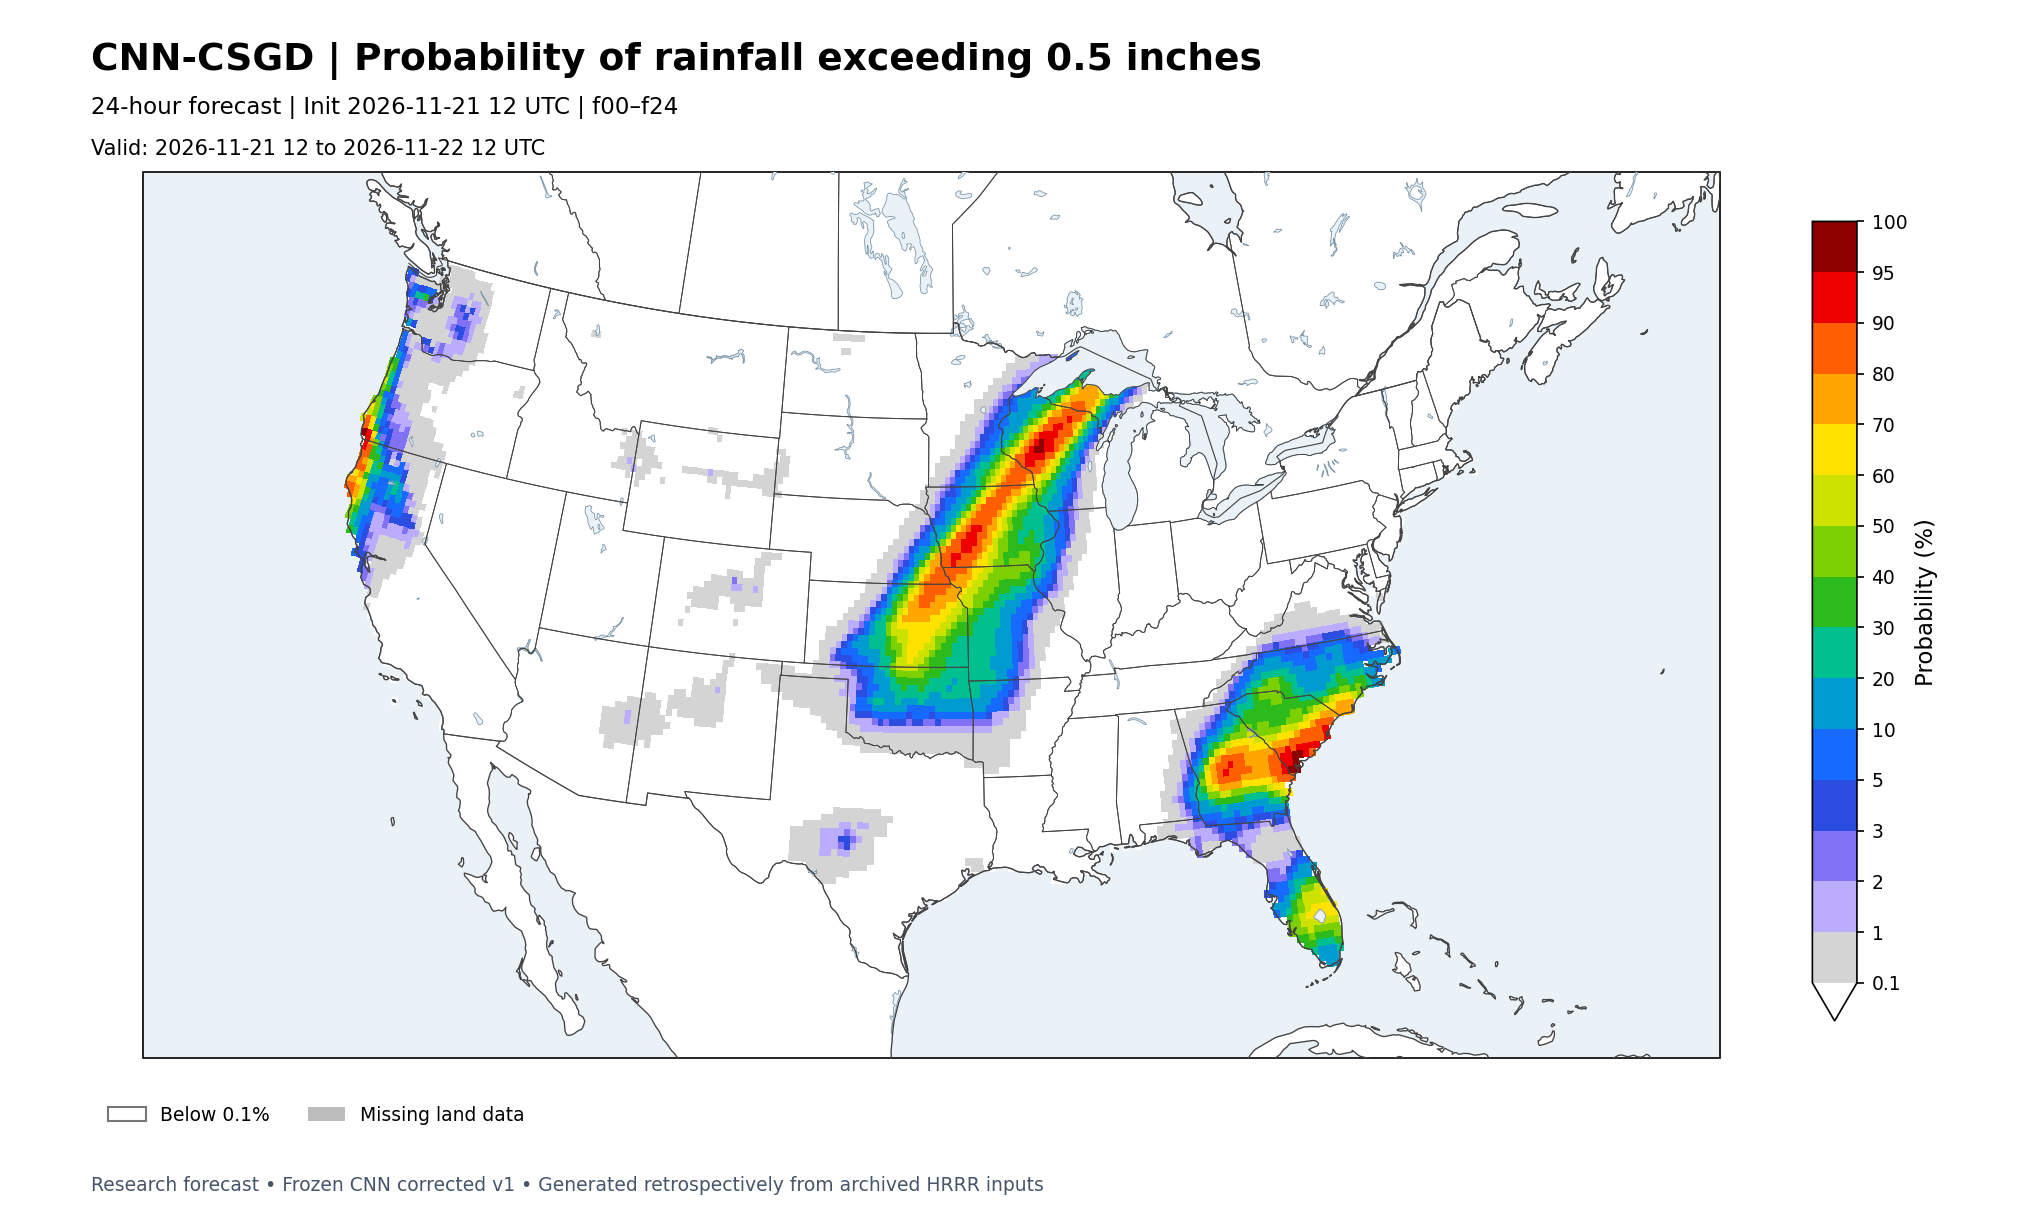 CNN-CSGD | Probability of rainfall exceeding 0.5 inches
24-hour forecast | Init 2026-11-21 12 UTC | f00–f24
Valid: 2026-11-21 12 to 2026-11-22 12 UTC
100
95
90
80
70
60
50
40
30
20
10
5
3
2
1
0.1
Probability (%)
Below 0.1%
Missing land data
Research forecast • Frozen CNN corrected v1 • Generated retrospectively from archived HRRR inputs